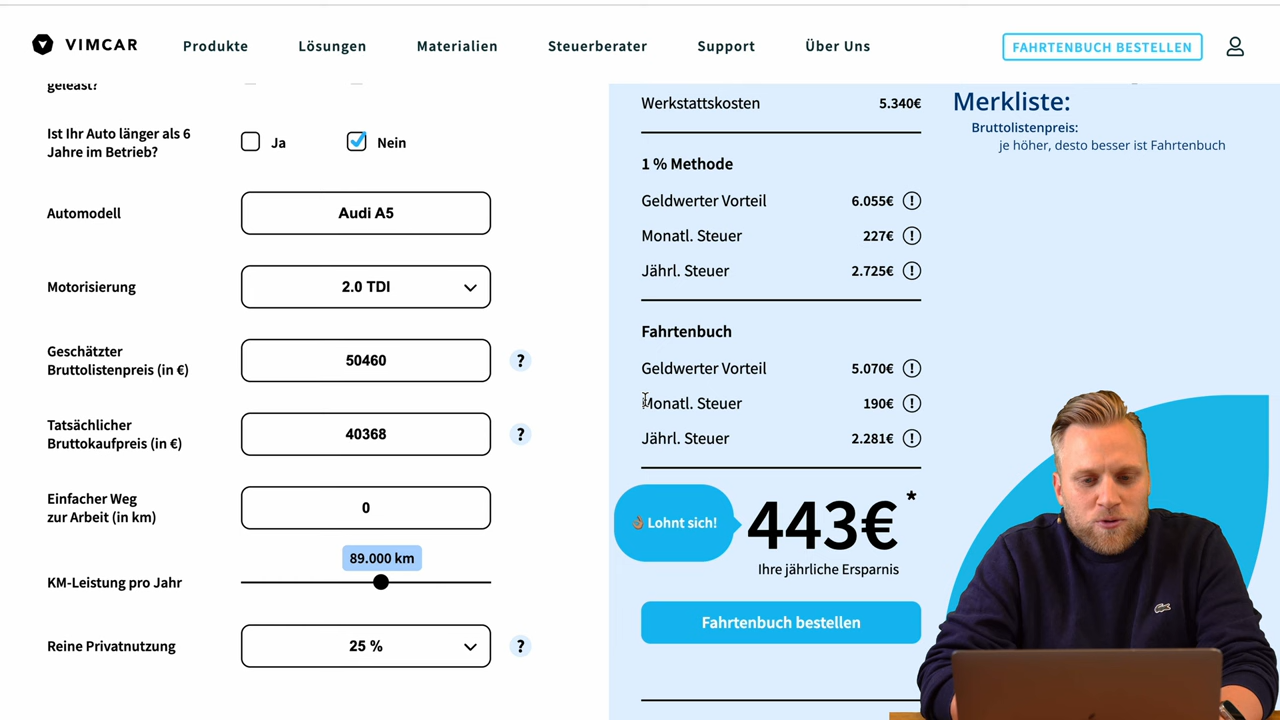 VIMCAR
Produkte
Lösungen
Materialien
Steuerberater
Support
Über Uns
FAHRTENBUCH BESTELLEN
geleast?
Ist Ihr Auto länger als 6
Jahre im Betrieb?
Ja
Nein
Automodell
Audi A5
Motorisierung
2.0 TDI
Geschätzter
Bruttolistenpreis (in €)
50460
?
Tatsächlicher
Bruttokaufpreis (in €)
40368
?
Einfacher Weg
zur Arbeit (in km)
0
89.000 km
KM-Leistung pro Jahr
Reine Privatnutzung
25 %
?
Werkstattskosten 5.340€
1 % Methode
Geldwerter Vorteil 6.055€ !
Monatl. Steuer 227€ !
Jährl. Steuer 2.725€ !
Fahrtenbuch
Geldwerter Vorteil 5.070€ !
Monatl. Steuer 190€ !
Jährl. Steuer 2.281€ !
Lohnt sich!
443€*
Ihre jährliche Ersparnis
Fahrtenbuch bestellen
Merkliste:
Bruttolistenpreis:
je höher, desto besser ist Fahrtenbuch